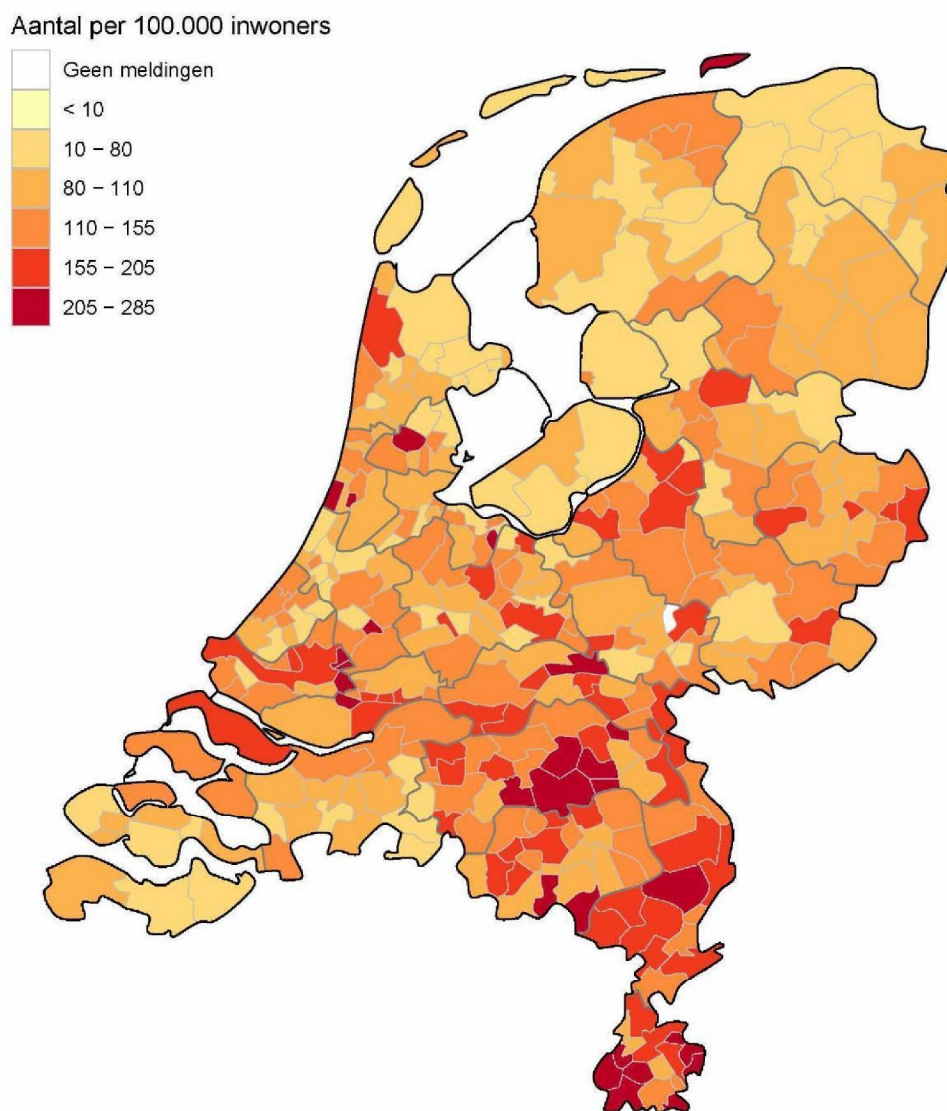 Aantal per 100.000 inwoners
Geen meldingen
< 10
10 – 80
80 – 110
110 – 155
155 – 205
205 – 285